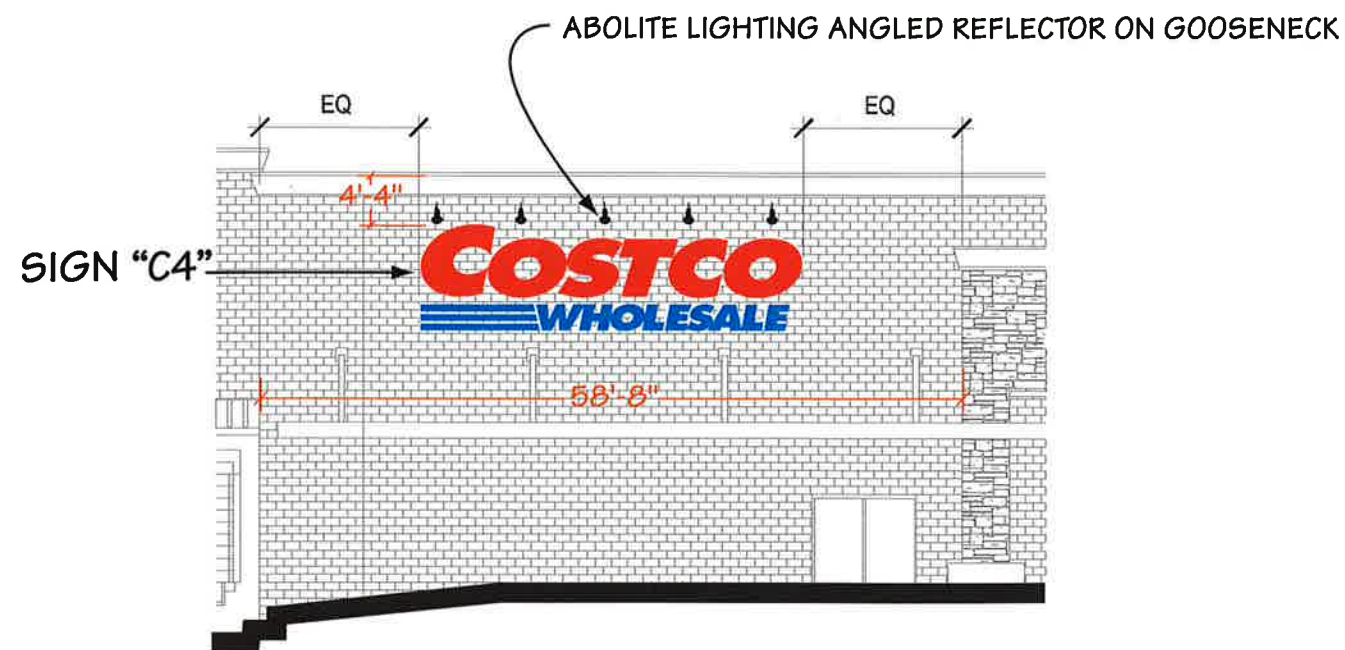 ABOLITE LIGHTING ANGLED REFLECTOR ON GOOSENECK
EQ
EQ
4'-4"
SIGN “C4”
COSTCO
WHOLESALE
58'-8"